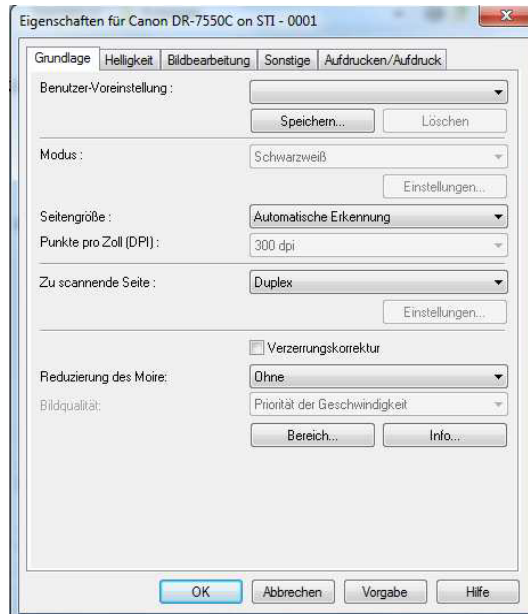 Eigenschaften für Canon DR-7550C on STI - 0001
Grundlage Helligkeit Bildbearbeitung Sonstige Aufdrucken/Aufdruck
Benutzer-Voreinstellung :
Speichern... Löschen
Modus : Schwarzweiß
Einstellungen...
Seitengröße : Automatische Erkennung
Punkte pro Zoll (DPI) : 300 dpi
Zu scannende Seite : Duplex
Einstellungen...
Verzerrungskorrektur
Reduzierung des Moire: Ohne
Bildqualität: Priorität der Geschwindigkeit
Bereich... Info...
OK Abbrechen Vorgabe Hilfe